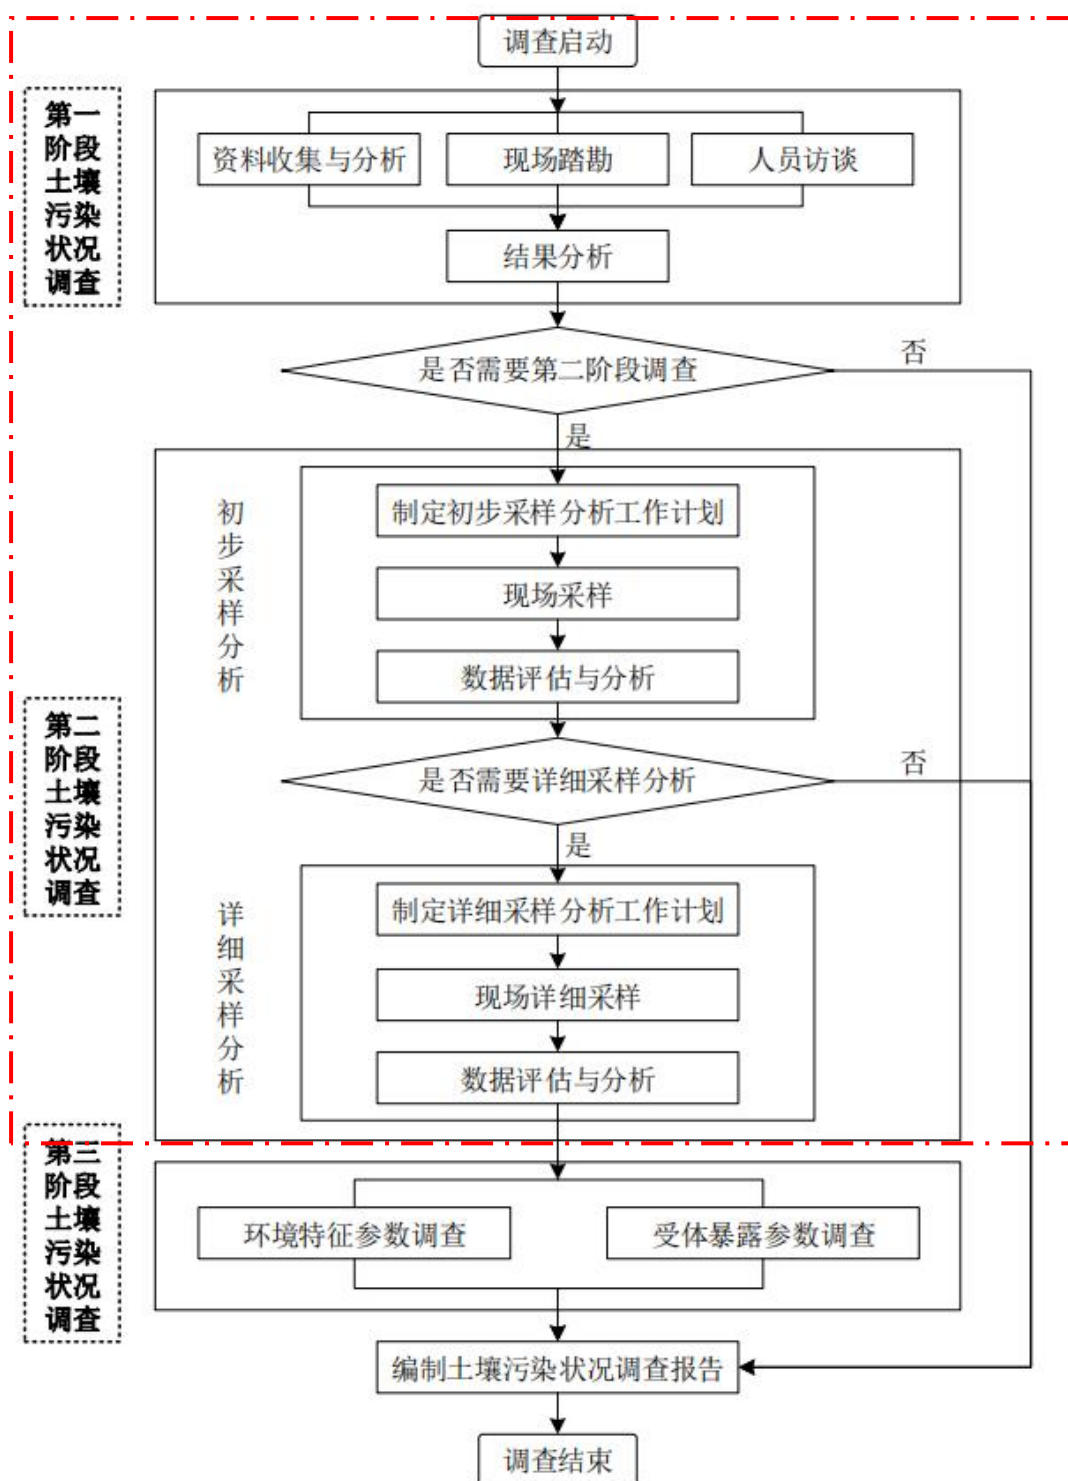 调查启动
第一
阶段
土壤
污染
状况
调查
资料收集与分析
现场踏勘
人员访谈
结果分析
是否需要第二阶段调查
否
是
初
步
采
样
分
析
制定初步采样分析工作计划
现场采样
数据评估与分析
第二
阶段
土壤
污染
状况
调查
是否需要详细采样分析
否
是
详
细
采
样
分
析
制定详细采样分析工作计划
现场详细采样
数据评估与分析
第三
阶段
土壤
污染
状况
调查
环境特征参数调查
受体暴露参数调查
编制土壤污染状况调查报告
调查结束